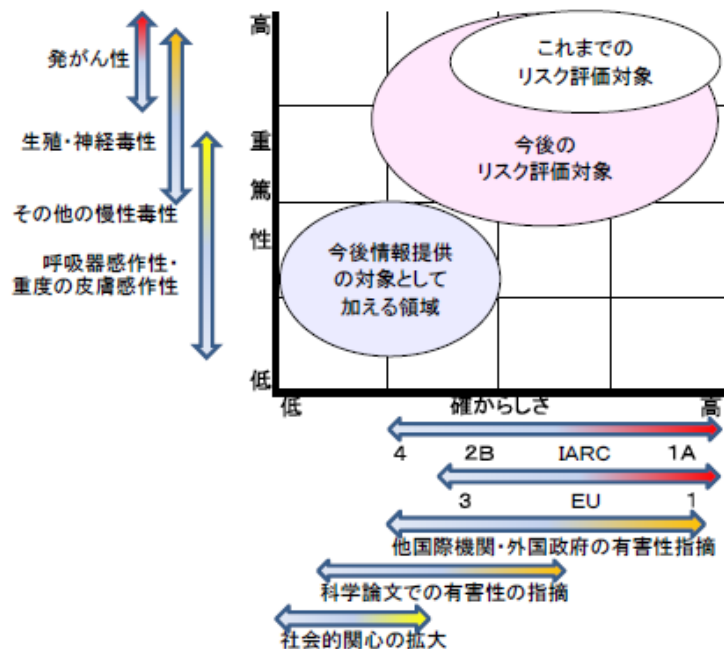 発がん性
生殖・神経毒性
その他の慢性毒性
呼吸器感作性・
重度の皮膚感作性
高
重
篤
性
低
これまでの
リスク評価対象
今後の
リスク評価対象
今後情報提供
の対象として
加える領域
低 確からしさ 高
4 2B IARC 1A
3 EU 1
他国際機関・外国政府の有害性指摘
科学論文での有害性の指摘
社会的関心の拡大